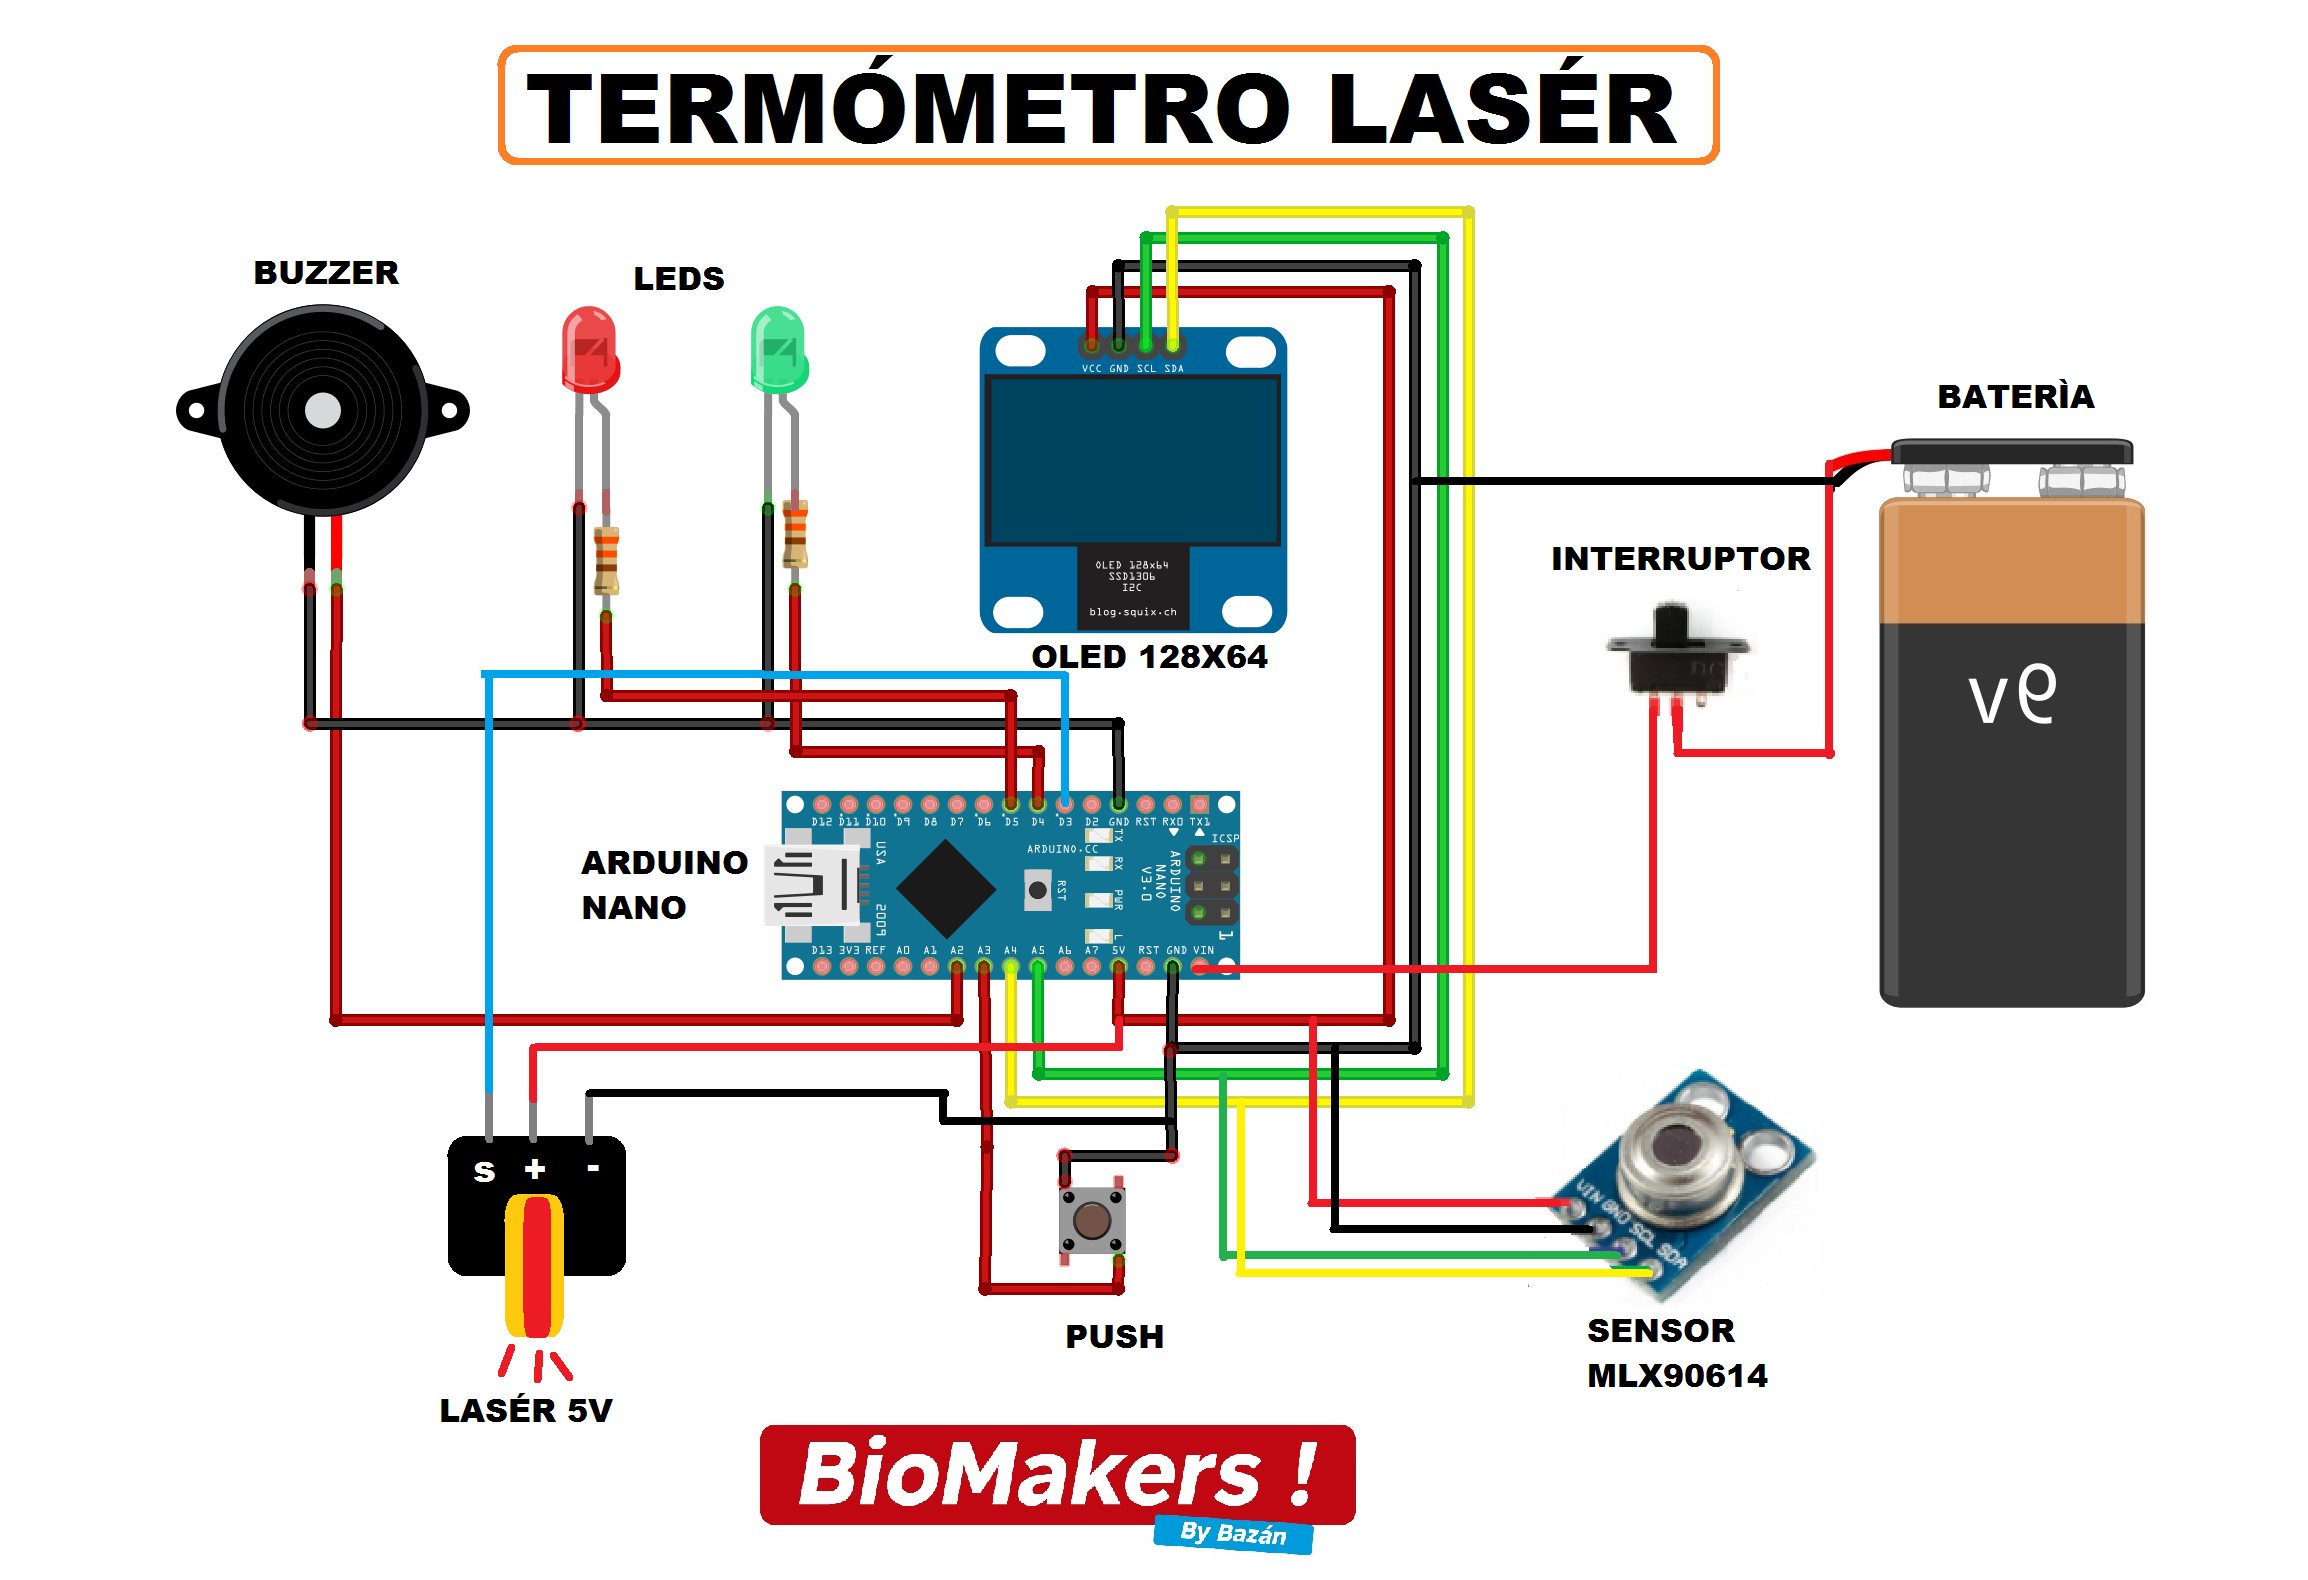 TERMÓMETRO LASÉR
BUZZER
LEDS
BATERÌA
VCC GND SCL SDA
INTERRUPTOR
OLED 128x64
SSD1306
I2C
blog.squix.ch
OLED 128X64
9V
D12 D11 D10 D9 D8 D7 D6 D5 D4 D3 D2 GND RST RX0 TX1
TX
RX
PWR
L
ICSP
1
USA
2009
RST
ARDUINO.CC
ARDUINO
NANO
V3.0
ARDUINO
NANO
D13 3V3 REF A0 A1 A2 A3 A4 A5 A6 A7 5V RST GND VIN
S + -
VIN GND SCL SDA
PUSH
SENSOR
MLX90614
LASÉR 5V
BioMakers !
By Bazán